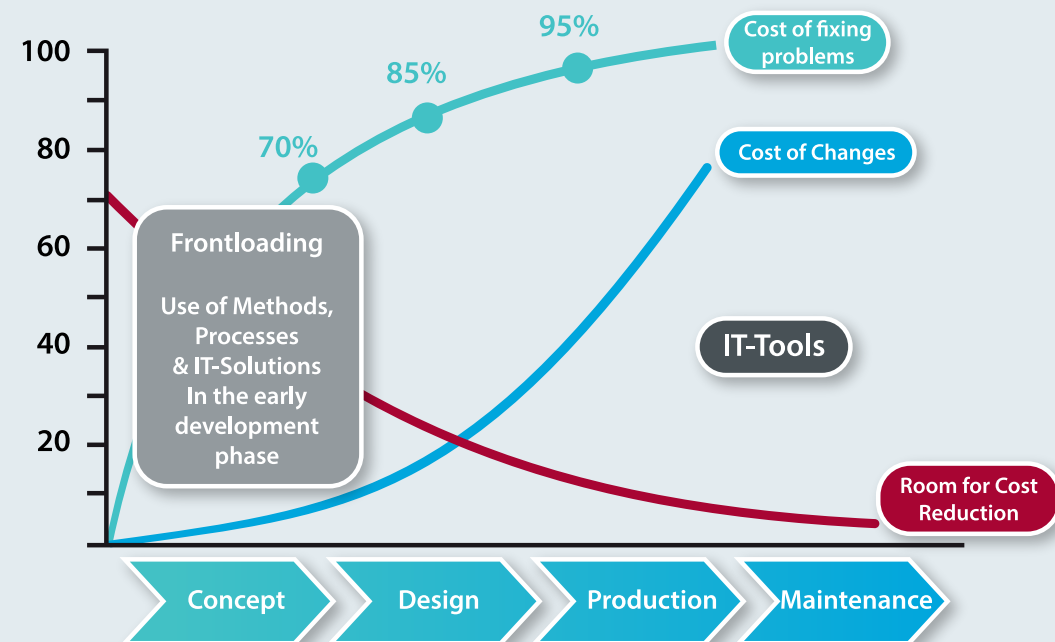 95%
Cost of fixing
problems
100
85%
80
70%
Cost of Changes
60
Frontloading
Use of Methods,
Processes
& IT-Solutions
In the early
development
phase
40
IT-Tools
20
Room for Cost
Reduction
Concept
Design
Production
Maintenance